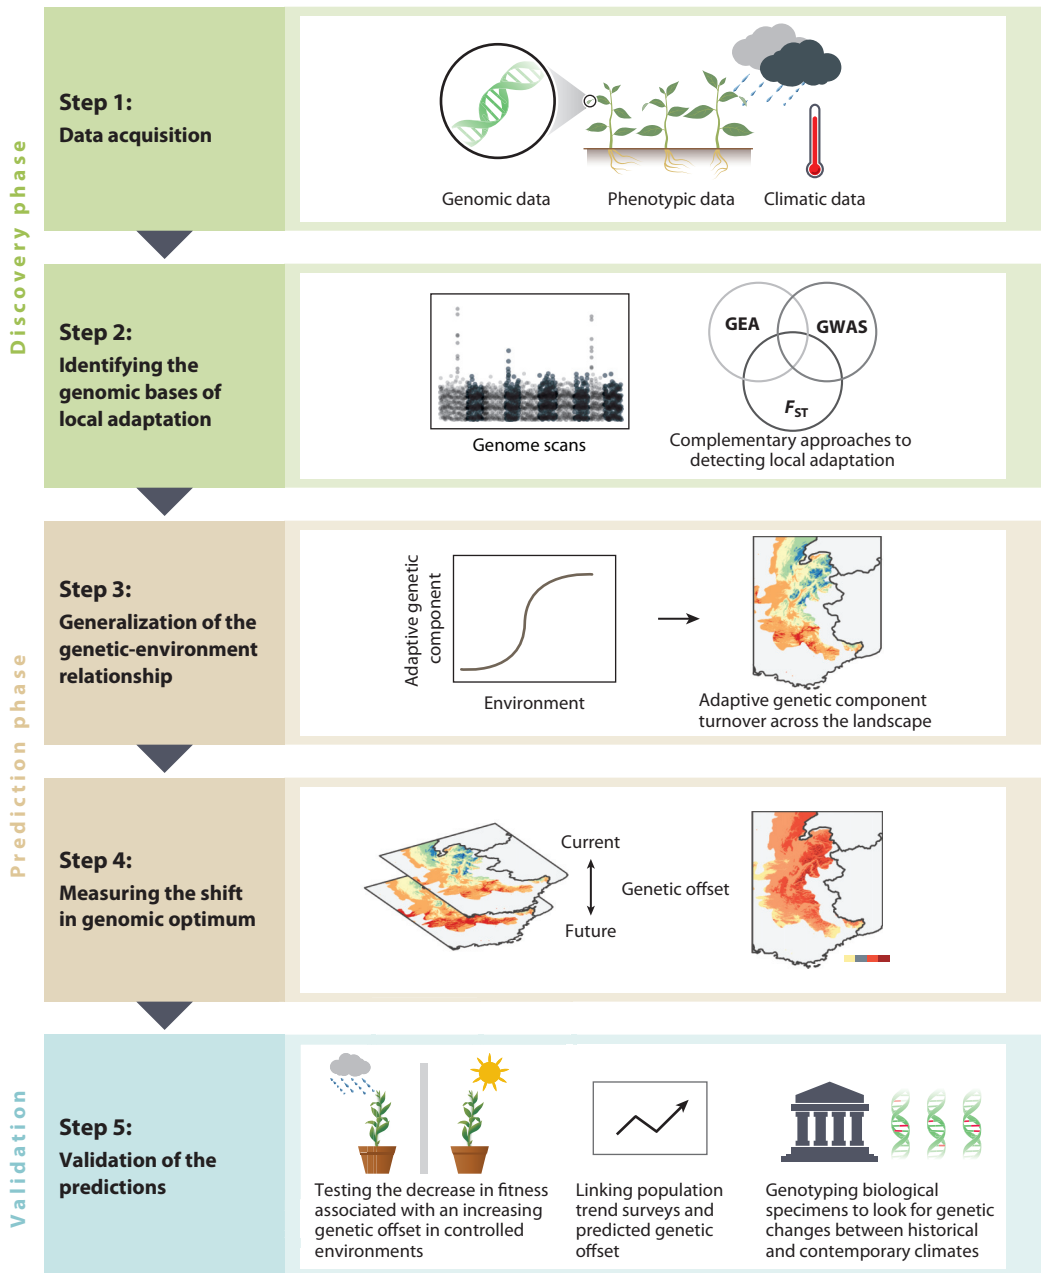 Discovery phase
Step 1:
Data acquisition
Genomic data
Phenotypic data
Climatic data
Step 2:
Identifying the
genomic bases of
local adaptation
Genome scans
GEA
GWAS
FST
Complementary approaches to
detecting local adaptation
Prediction phase
Step 3:
Generalization of the
genetic-environment
relationship
Adaptive genetic
component
Environment
Adaptive genetic component
turnover across the landscape
Step 4:
Measuring the shift
in genomic optimum
Current
Genetic offset
Future
Validation
Step 5:
Validation of the
predictions
Testing the decrease in fitness
associated with an increasing
genetic offset in controlled
environments
Linking population
trend surveys and
predicted genetic
offset
Genotyping biological
specimens to look for genetic
changes between historical
and contemporary climates